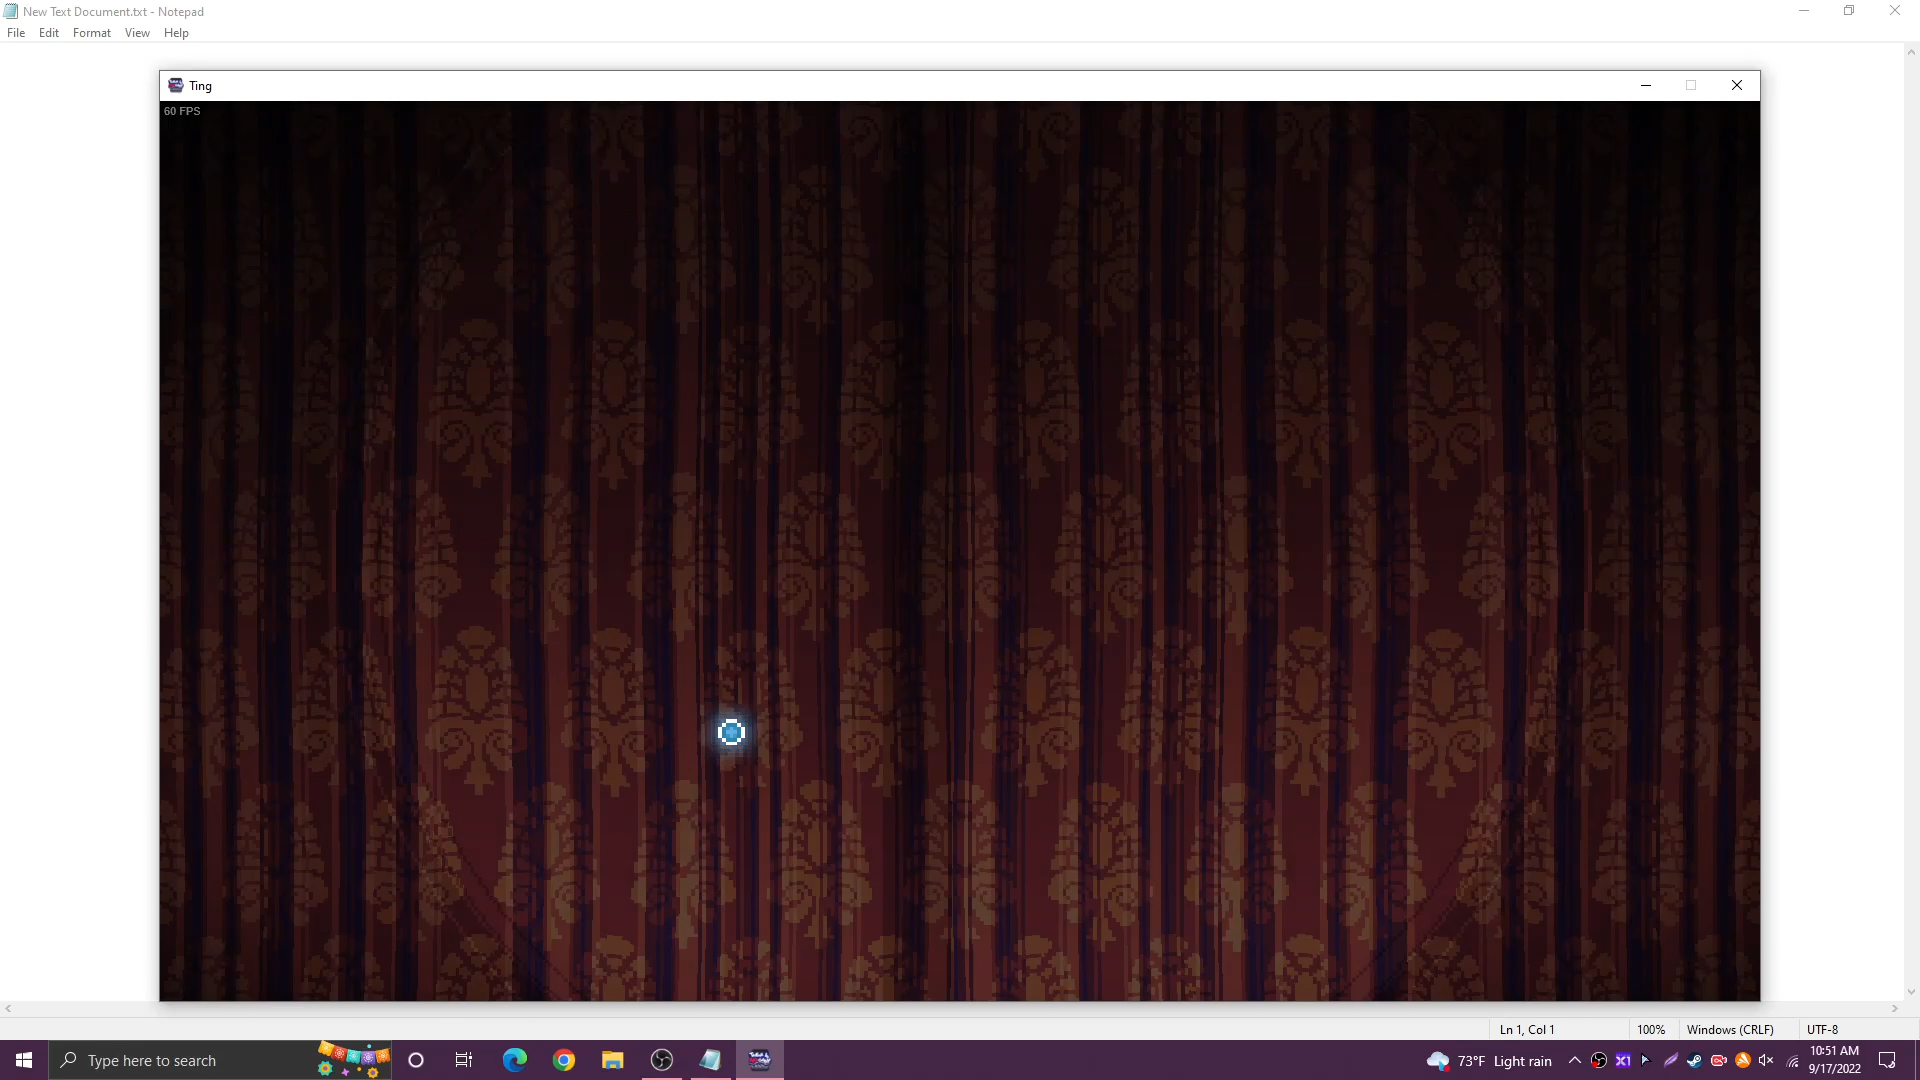 New Text Document.txt - Notepad
File Edit Format View Help
Ting
60 FPS
Ln 1, Col 1 100% Windows (CRLF) UTF-8
Type here to search
73°F Light rain
X1
10:51 AM
9/17/2022